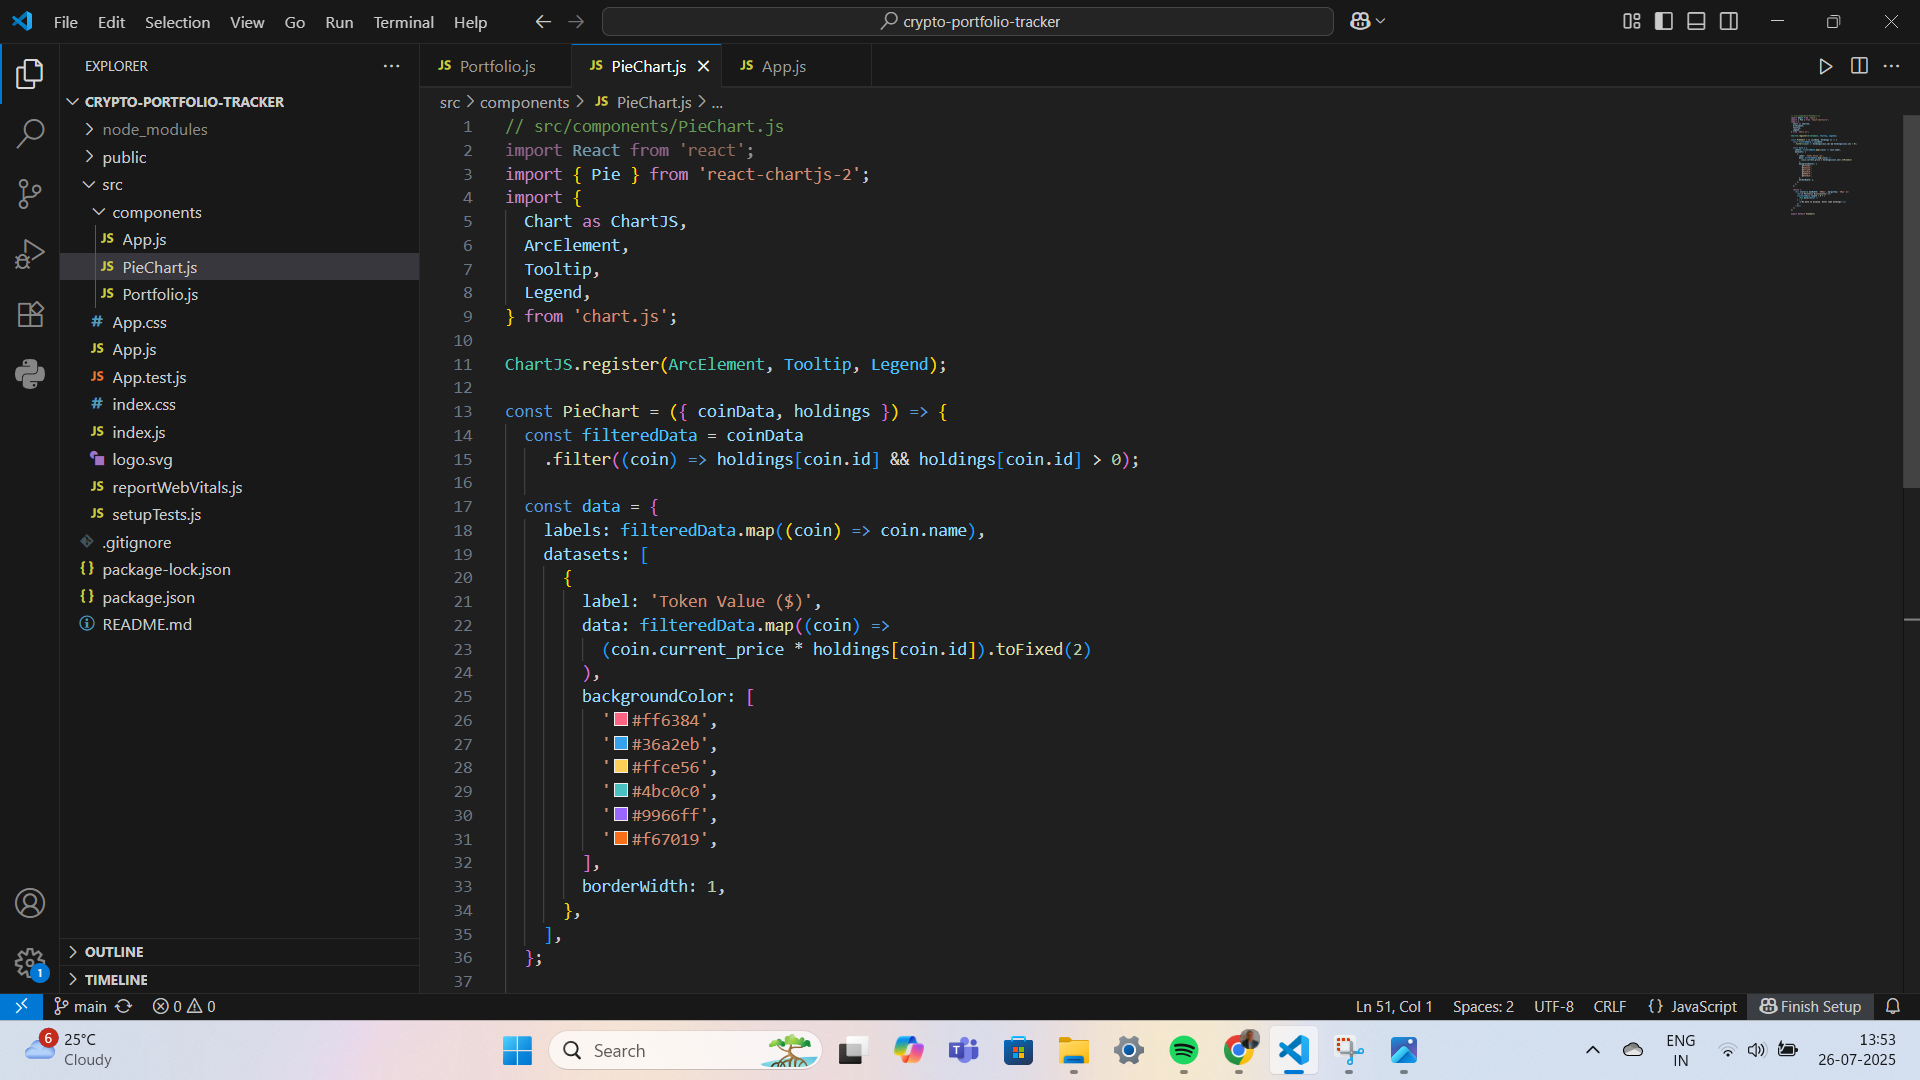 File Edit Selection View Go Run Terminal Help
crypto-portfolio-tracker
EXPLORER
CRYPTO-PORTFOLIO-TRACKER
node_modules
public
src
components
JS App.js
JS PieChart.js
JS Portfolio.js
# App.css
JS App.js
JS App.test.js
# index.css
JS index.js
logo.svg
JS reportWebVitals.js
JS setupTests.js
.gitignore
{} package-lock.json
{} package.json
README.md
OUTLINE
TIMELINE
JS Portfolio.js
JS PieChart.js
JS App.js
src > components > JS PieChart.js > ...
1 // src/components/PieChart.js
2 import React from 'react';
3 import { Pie } from 'react-chartjs-2';
4 import {
5 Chart as ChartJS,
6 ArcElement,
7 Tooltip,
8 Legend,
9 } from 'chart.js';
10
11 ChartJS.register(ArcElement, Tooltip, Legend);
12
13 const PieChart = ({ coinData, holdings }) => {
14 const filteredData = coinData
15 .filter((coin) => holdings[coin.id] && holdings[coin.id] > 0);
16
17 const data = {
18 labels: filteredData.map((coin) => coin.name),
19 datasets: [
20 {
21 label: 'Token Value ($)',
22 data: filteredData.map((coin) =>
23 (coin.current_price * holdings[coin.id]).toFixed(2)
24 ),
25 backgroundColor: [
26 '#ff6384',
27 '#36a2eb',
28 '#ffce56',
29 '#4bc0c0',
30 '#9966ff',
31 '#f67019',
32 ],
33 borderWidth: 1,
34 },
35 ],
36 };
37
1
main
0 0
Ln 51, Col 1
Spaces: 2
UTF-8
CRLF
{} JavaScript
Finish Setup
6
25°C
Cloudy
Search
ENG
IN
13:53
26-07-2025